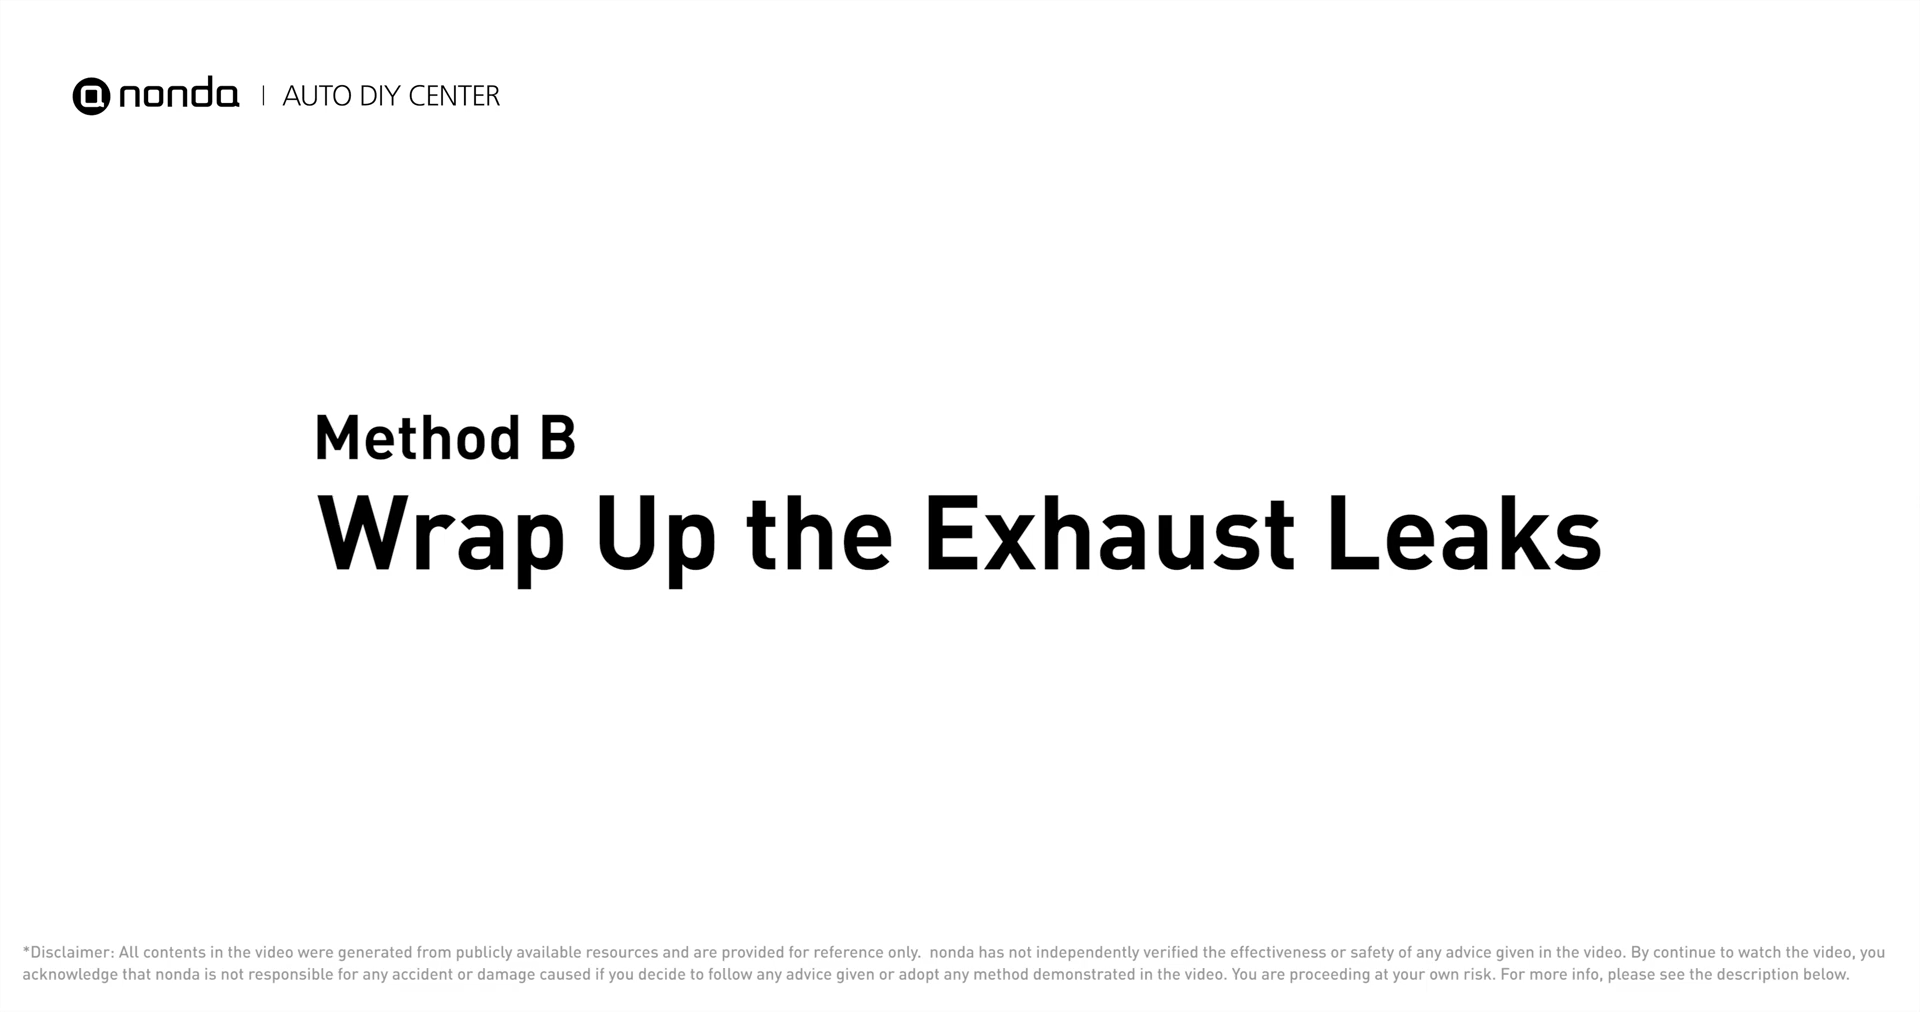 nonda | AUTO DIY CENTER
Method B
Wrap Up the Exhaust Leaks
*Disclaimer: All contents in the video were generated from publicly available resources and are provided for reference only.  nonda has not independently verified the effectiveness or safety of any advice given in the video. By continue to watch the video, you
acknowledge that nonda is not responsible for any accident or damage caused if you decide to follow any advice given or adopt any method demonstrated in the video. You are proceeding at your own risk. For more info, please see the description below.